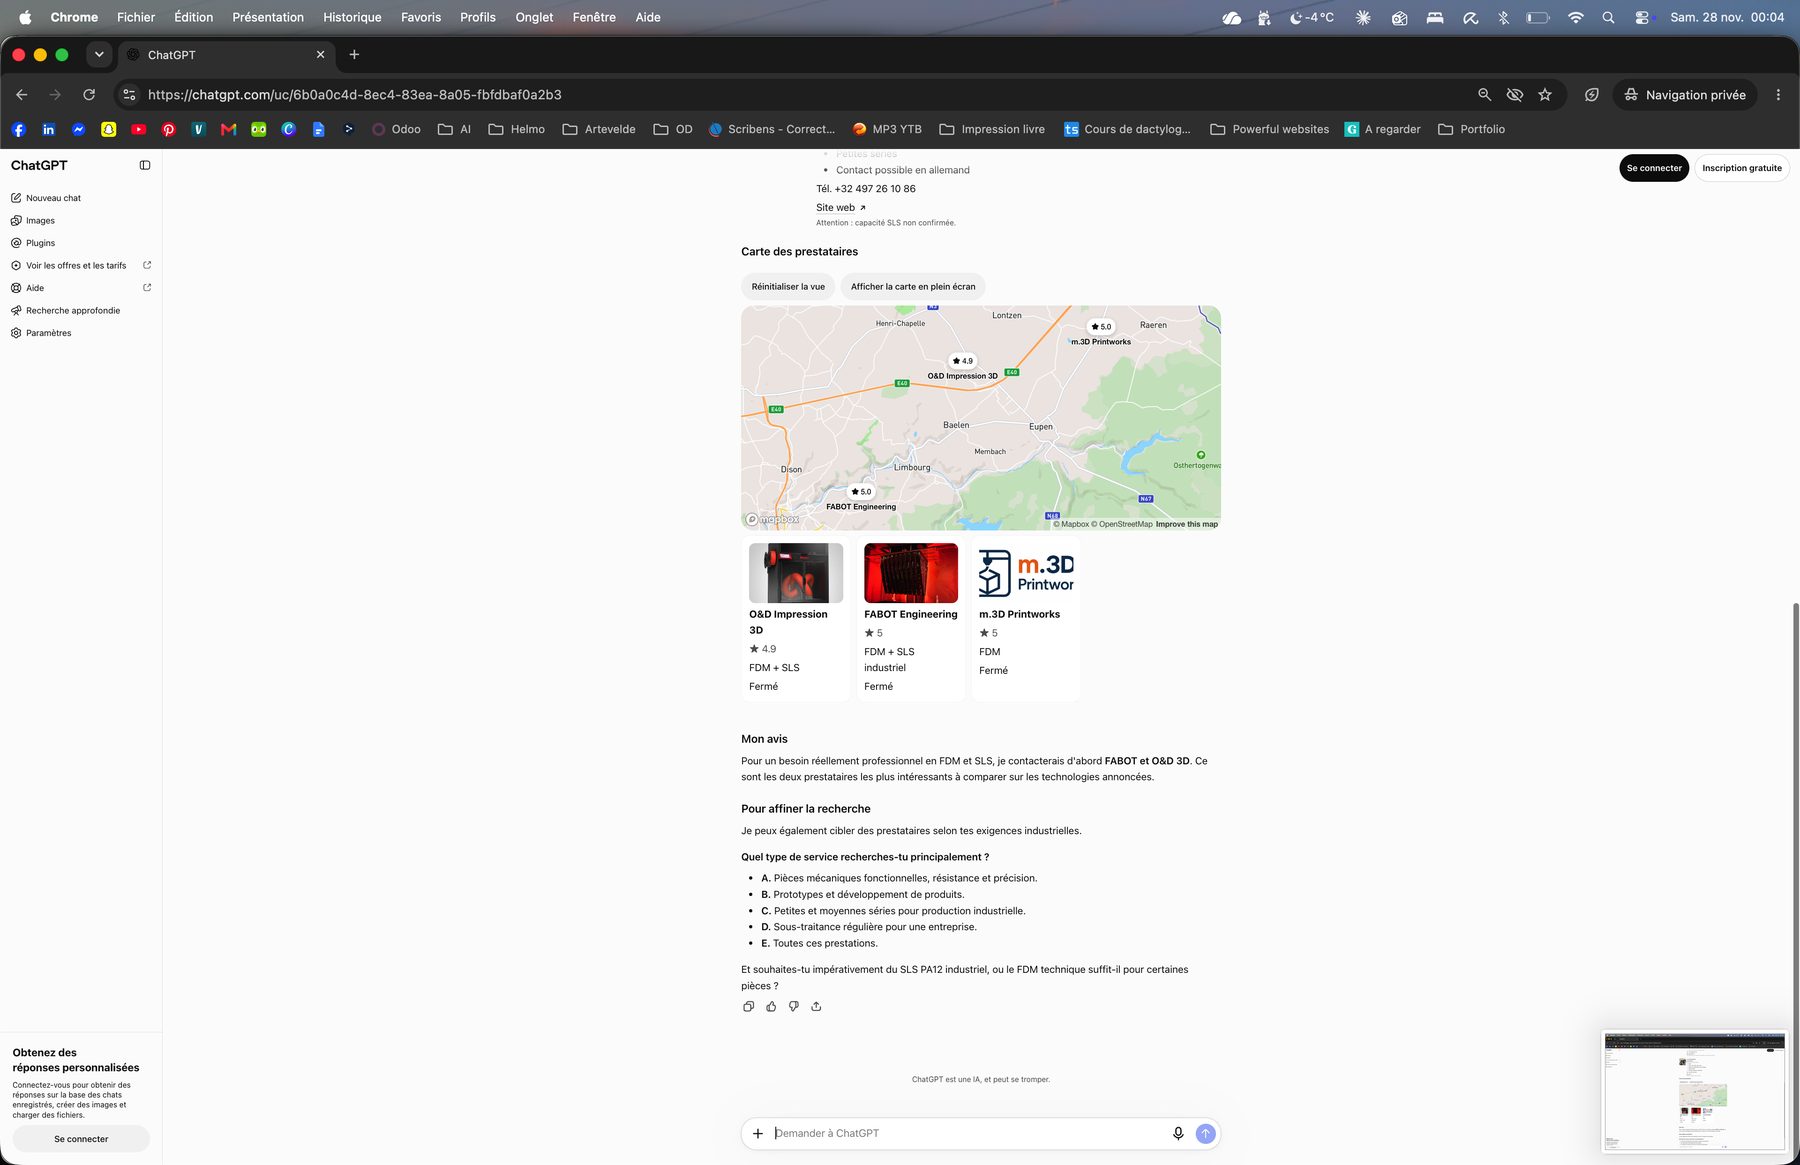 Chrome Fichier Édition Présentation Historique Favoris Profils Onglet Fenêtre Aide -4 °C Sam. 28 nov. 00:04
ChatGPT
https://chatgpt.com/uc/6b0a0c4d-8ec4-83ea-8a05-fbfdbaf0a2b3 Navigation privée
Odoo AI Helmo Artevelde OD Scribens - Correct... MP3 YTB Impression livre Cours de dactylog... Powerful websites A regarder Portfolio
ChatGPT
Nouveau chat
Images
Plugins
Voir les offres et les tarifs
Aide
Recherche approfondie
Paramètres
Obtenez des
réponses personnalisées
Connectez-vous pour obtenir des
réponses sur la base des chats
enregistrés, créer des images et
charger des fichiers.
Se connecter
Se connecter Inscription gratuite
Petites séries
Contact possible en allemand
Tél. +32 497 26 10 86
Site web
Attention : capacité SLS non confirmée.
Carte des prestataires
Réinitialiser la vue Afficher la carte en plein écran
N3
Lontzen
Henri-Chapelle
5.0
Raeren
m.3D Printworks
4.9
O&D Impression 3D
E40
E40
E40
Baelen
Eupen
Membach
Dison
Limbourg
Osthertogenwa
5.0
FABOT Engineering
N67
N68
mapbox
© Mapbox © OpenStreetMap Improve this map
m.3D
Printwor
O&D Impression
3D
4.9
FDM + SLS
Fermé
FABOT Engineering
5
FDM + SLS
industriel
Fermé
m.3D Printworks
5
FDM
Fermé
Mon avis
Pour un besoin réellement professionnel en FDM et SLS, je contacterais d'abord FABOT et O&D 3D. Ce
sont les deux prestataires les plus intéressants à comparer sur les technologies annoncées.
Pour affiner la recherche
Je peux également cibler des prestataires selon tes exigences industrielles.
Quel type de service recherches-tu principalement ?
A. Pièces mécaniques fonctionnelles, résistance et précision.
B. Prototypes et développement de produits.
C. Petites et moyennes séries pour production industrielle.
D. Sous-traitance régulière pour une entreprise.
E. Toutes ces prestations.
Et souhaites-tu impérativement du SLS PA12 industriel, ou le FDM technique suffit-il pour certaines
pièces ?
ChatGPT est une IA, et peut se tromper.
Demander à ChatGPT